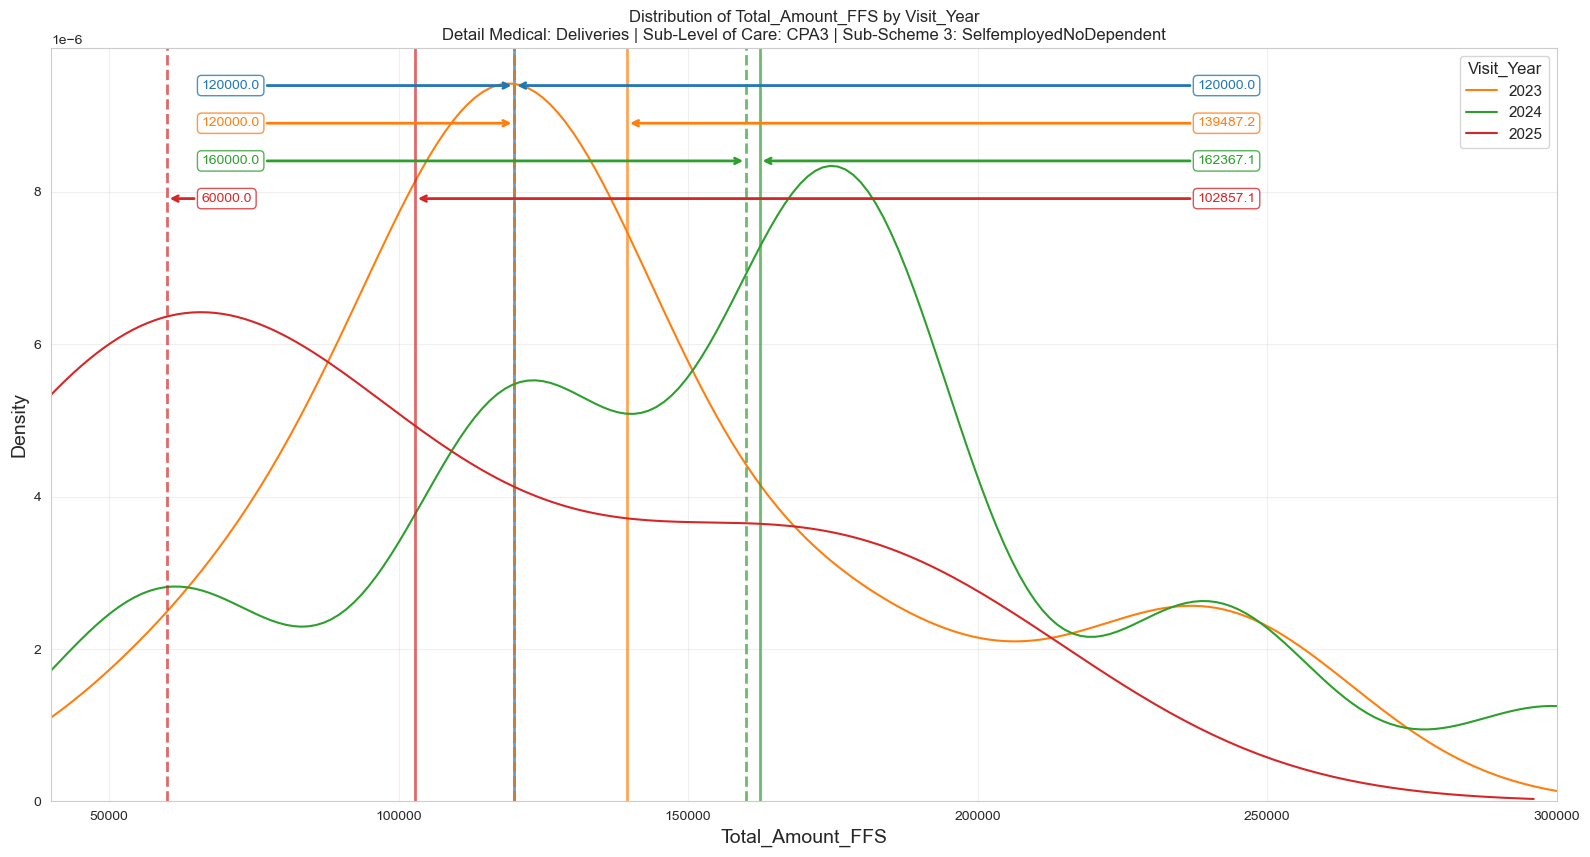 Distribution of Total_Amount_FFS by Visit_Year
Detail Medical: Deliveries | Sub-Level of Care: CPA3 | Sub-Scheme 3: SelfemployedNoDependent
1e−6
Visit_Year
2023
2024
2025
120000.0 120000.0
120000.0 139487.2
160000.0 162367.1
60000.0 102857.1
8
6
4
2
0
Density
50000 100000 150000 200000 250000 300000
Total_Amount_FFS